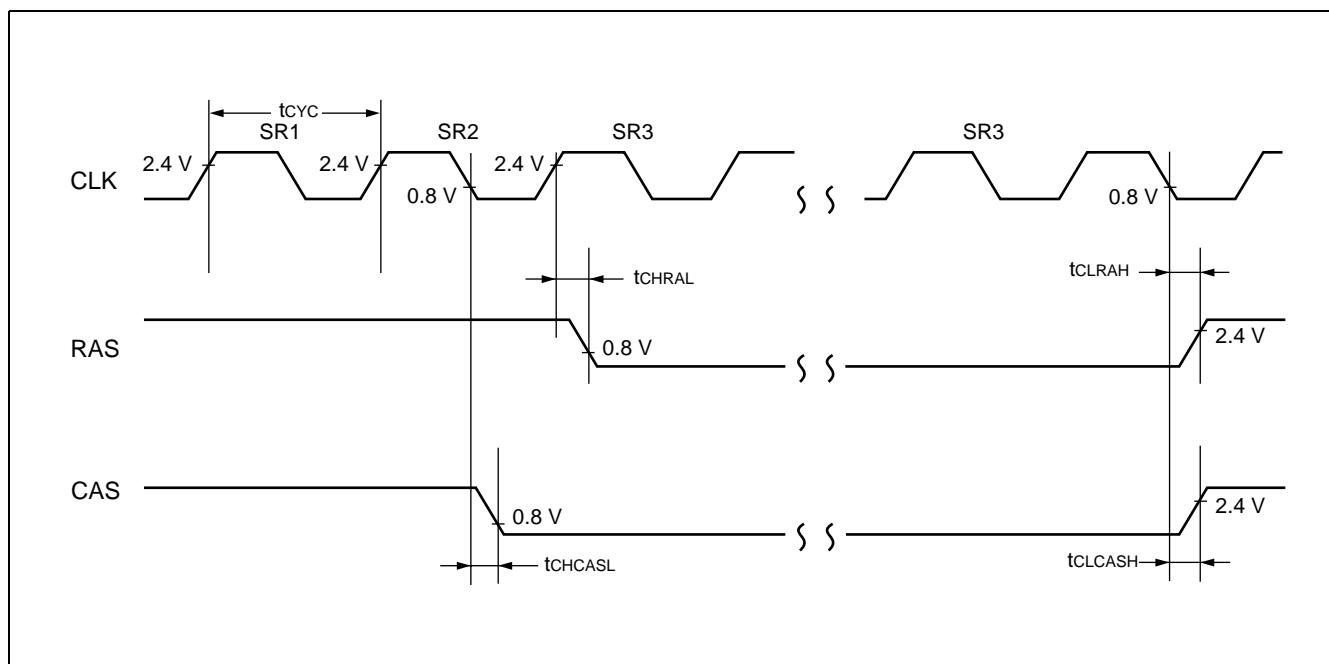 tCYC
SR1
SR2
SR3
SR3
CLK
2.4 V
2.4 V
0.8 V
2.4 V
0.8 V
tCHRAL
tCLRAH
RAS
0.8 V
2.4 V
CAS
0.8 V
2.4 V
tCHCASL
tCLCASH